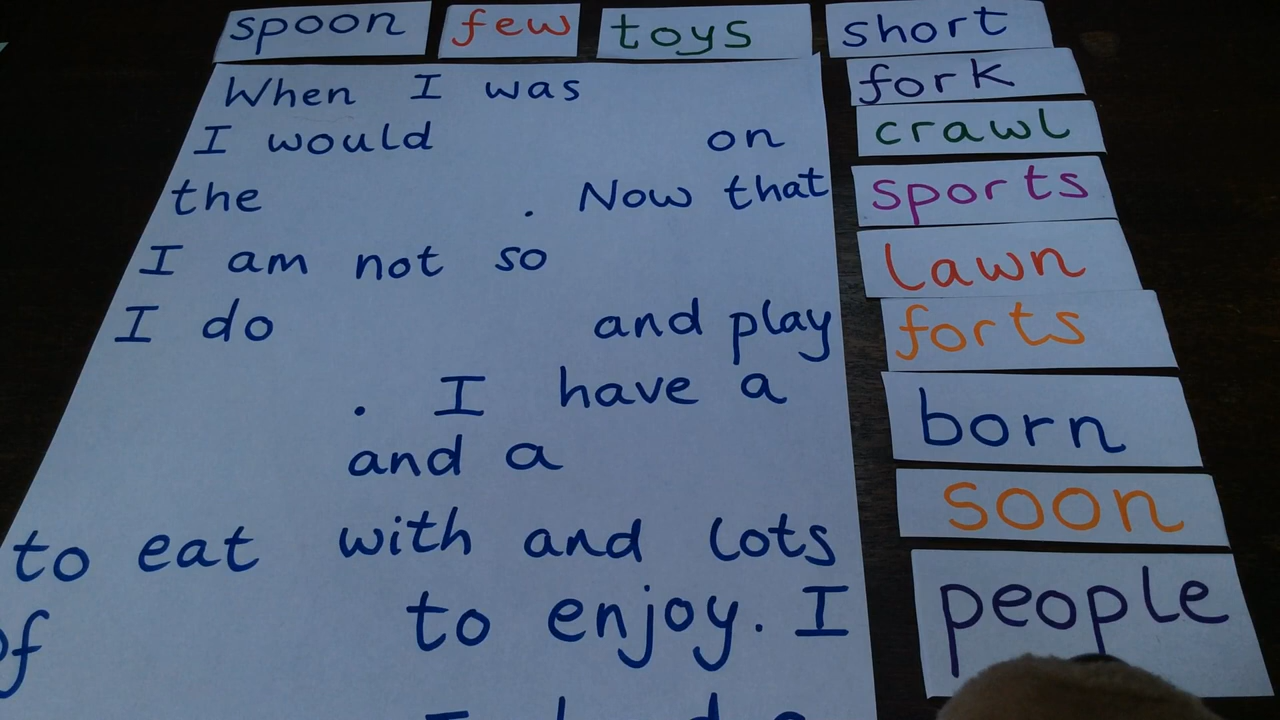 spoon few toys short
fork
crawl
sports
lawn
forts
born
soon
people
When I was
I would on
the . Now that
I am not so
I do and play
. I have a
and a
to eat with and lots
of to enjoy. I